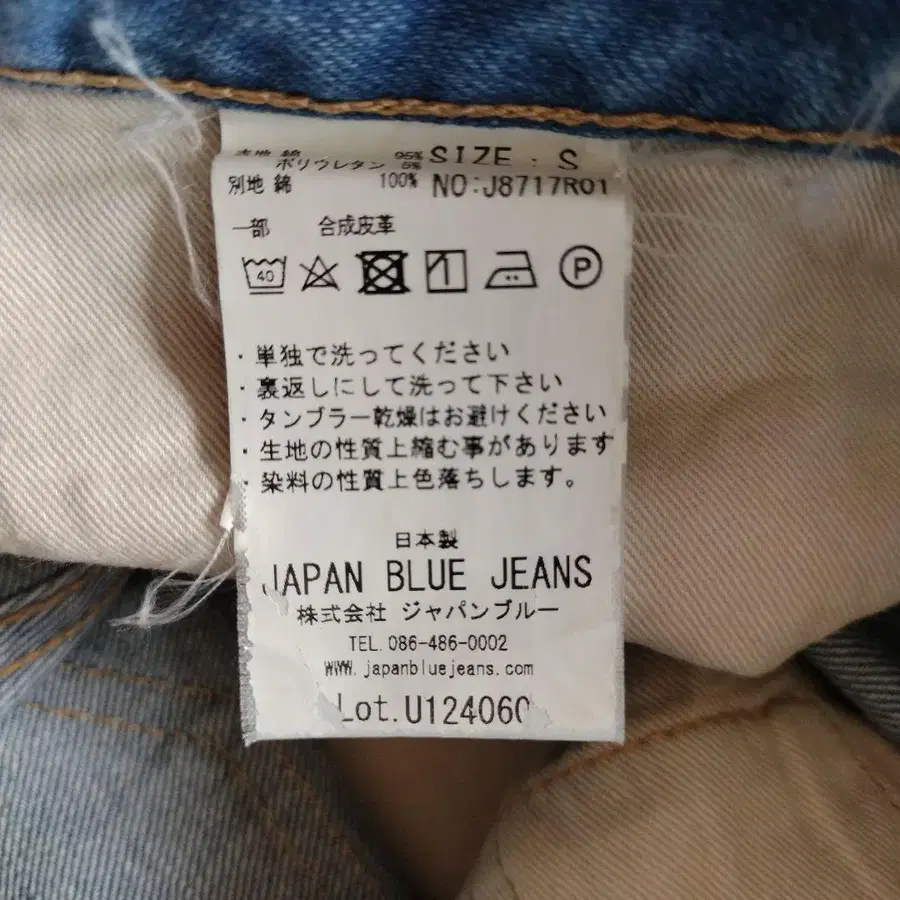 表地 綿 95% SIZE : S
ポリウレタン 5%
別地 綿 100% NO:J8717R01
一部 合成皮革
40 P
・単独で洗ってください
・裏返しにして洗って下さい
・タンブラー乾燥はお避けください
・生地の性質上縮む事があります
・染料の性質上色落ちします。
日本製
JAPAN BLUE JEANS
株式会社 ジャパンブルー
TEL. 086-486-0002
WWW. japanbluejeans.com
Lot. U124060